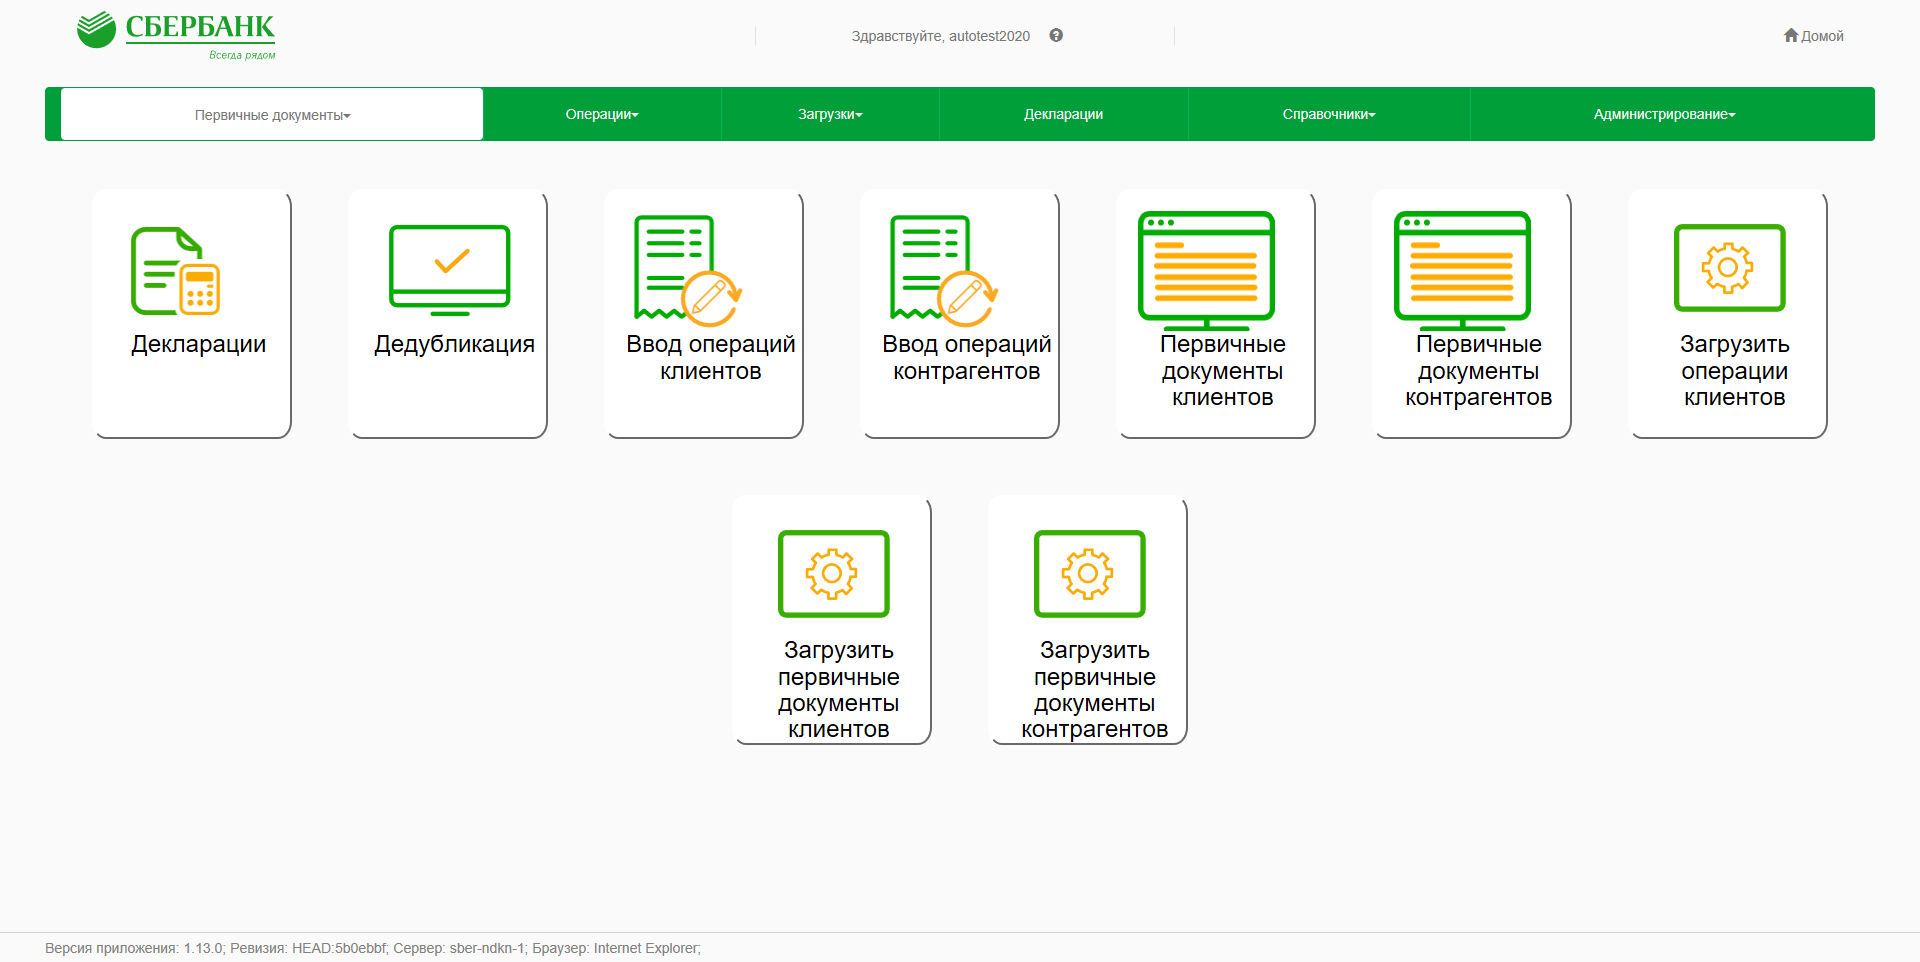 СБЕРБАНК
Всегда рядом
Здравствуйте, autotest2020
Домой
Первичные документы
Операции
Загрузки
Декларации
Справочники
Администрирование
Декларации
Дедубликация
Ввод операций
клиентов
Ввод операций
контрагентов
Первичные
документы
клиентов
Первичные
документы
контрагентов
Загрузить
операции
клиентов
Загрузить
первичные
документы
клиентов
Загрузить
первичные
документы
контрагентов
Версия приложения: 1.13.0; Ревизия: HEAD:5b0ebbf; Сервер: sber-ndkn-1; Браузер: Internet Explorer;